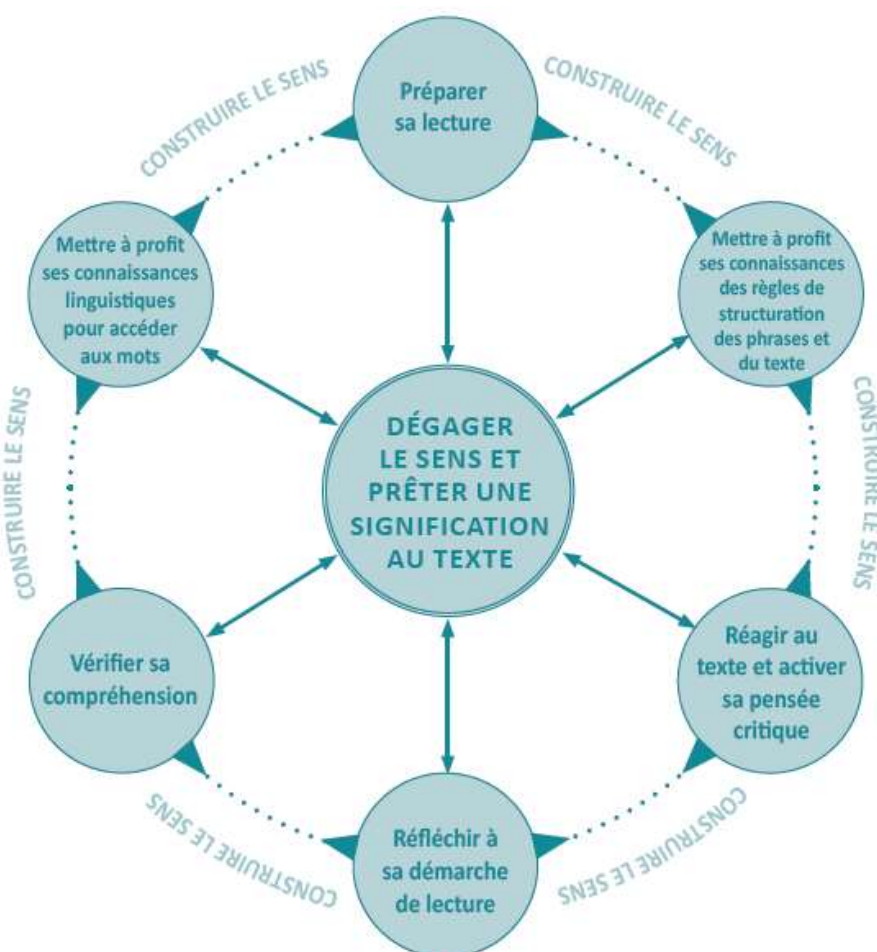 CONSTRUIRE LE SENS
CONSTRUIRE LE SENS
Préparer
sa lecture
Mettre à profit
ses connaissances
linguistiques
pour accéder
aux mots
Mettre à profit
ses connaissances
des règles de
structuration
des phrases et
du texte
CONSTRUIRE LE SENS
CONSTRUIRE LE SENS
DÉGAGER
LE SENS ET
PRÊTER UNE
SIGNIFICATION
AU TEXTE
Vérifier sa
compréhension
Réagir au
texte et activer
sa pensée
critique
CONSTRUIRE LE SENS
CONSTRUIRE LE SENS
Réfléchir à
sa démarche
de lecture